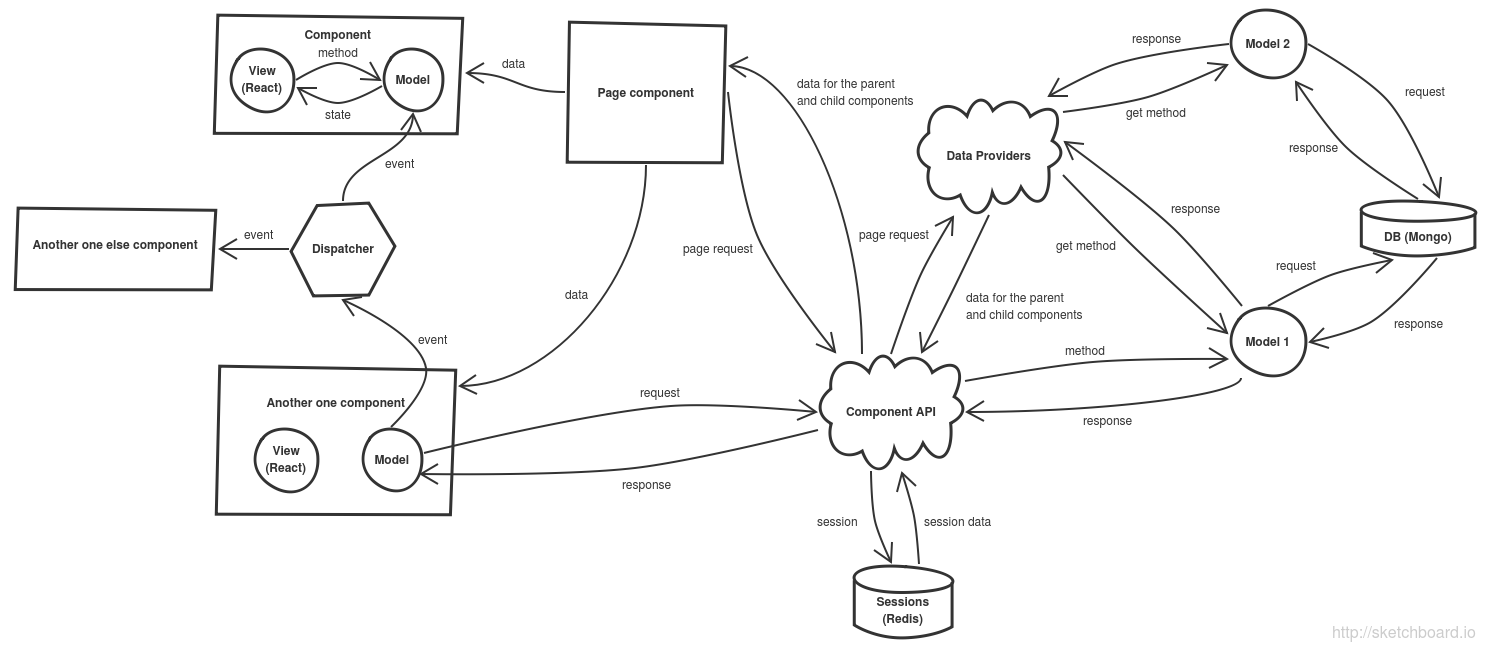 Component
method
View
(React)
Model
state
data
Page component
data for the parent
and child components
response
Model 2
get method
request
response
Data Providers
event
Another one else component
event
Dispatcher
page request
page request
response
get method
DB (Mongo)
request
data
data for the parent
and child components
response
event
Model 1
method
Another one component
request
Component API
response
View
(React)
Model
response
session
session data
Sessions
(Redis)
http://sketchboard.io